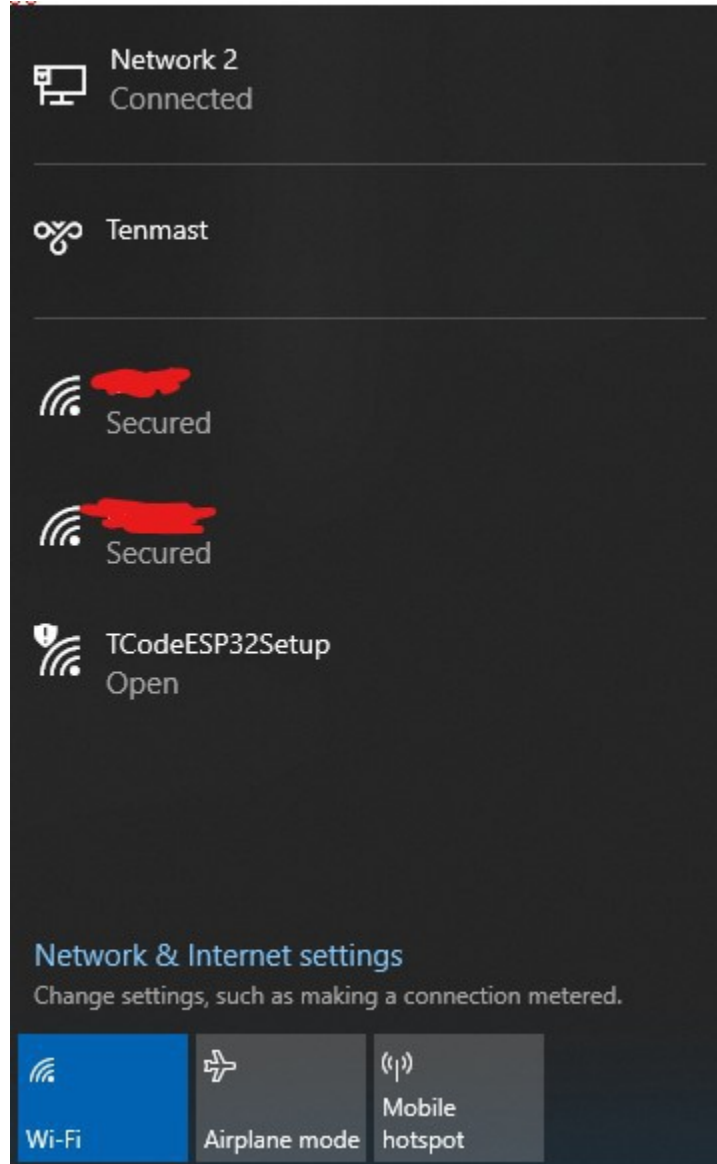 Network 2
Connected
Tenmast
Secured
Secured
TCodeESP32Setup
Open
Network & Internet settings
Change settings, such as making a connection metered.
Wi-Fi
Airplane mode
Mobile
hotspot